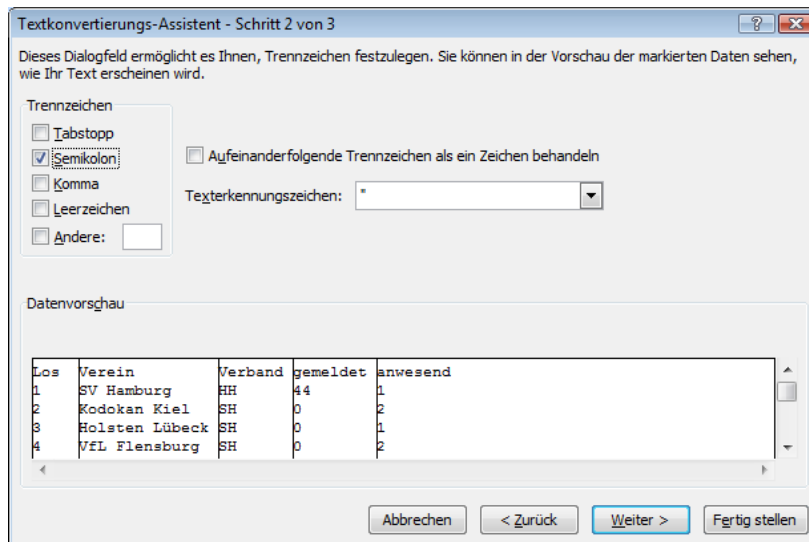 Textkonvertierungs-Assistent - Schritt 2 von 3
Dieses Dialogfeld ermöglicht es Ihnen, Trennzeichen festzulegen. Sie können in der Vorschau der markierten Daten sehen,
wie Ihr Text erscheinen wird.
Trennzeichen
Tabstopp
Semikolon
Komma
Leerzeichen
Andere:
Aufeinanderfolgende Trennzeichen als ein Zeichen behandeln
Texterkennungszeichen: "
Datenvorschau
Los Verein Verband gemeldet anwesend
1 SV Hamburg HH 44 1
2 Kodokan Kiel SH 0 2
3 Holsten Lübeck SH 0 1
4 VfL Flensburg SH 0 2
Abbrechen < Zurück Weiter > Fertig stellen